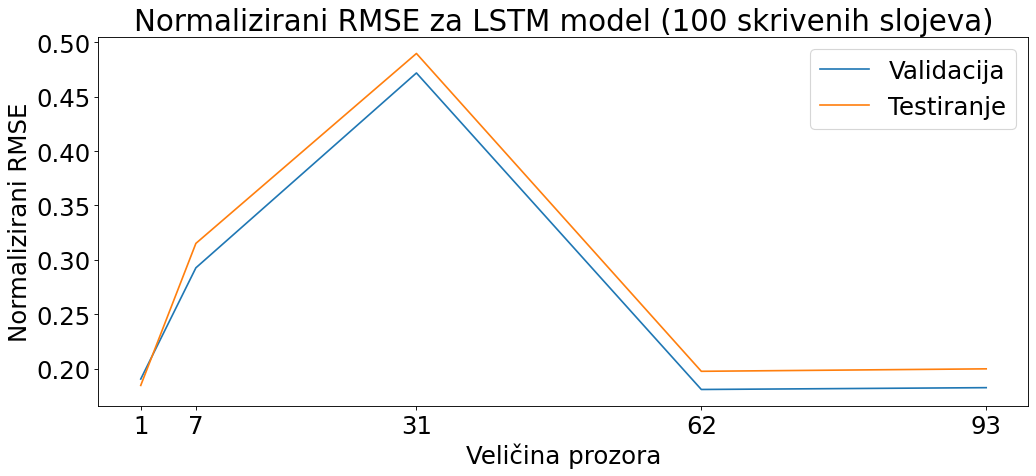 Normalizirani RMSE za LSTM model (100 skrivenih slojeva)
Normalizirani RMSE
0.50
0.45
0.40
0.35
0.30
0.25
0.20
Validacija
Testiranje
1 7 31 62 93
Veličina prozora